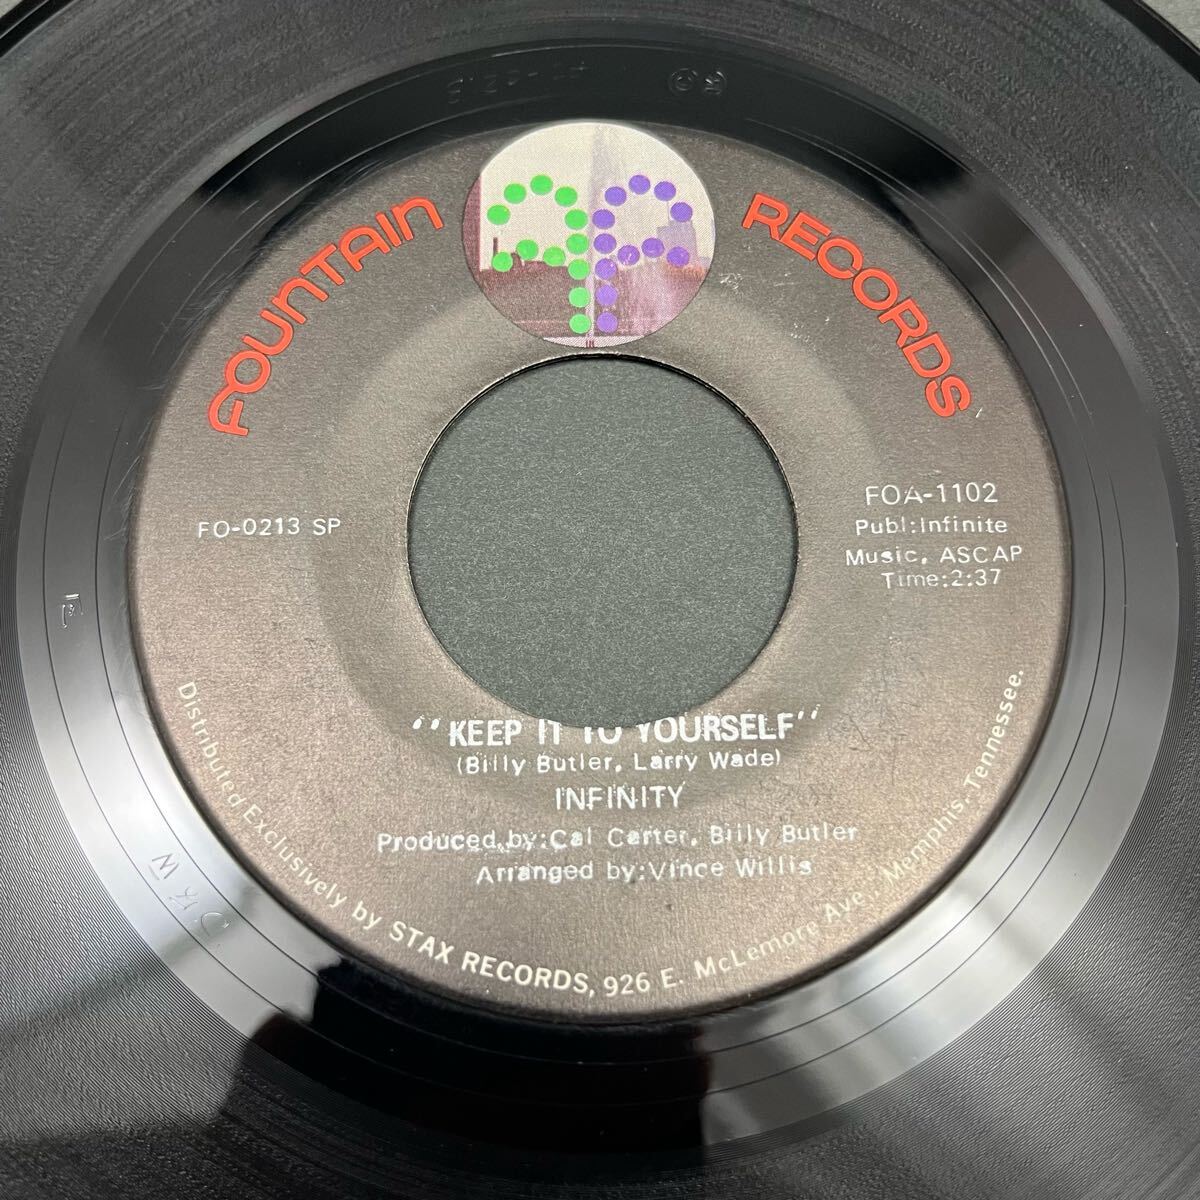 FOUNTAIN RECORDS
FO-0213 SP
FOA-1102
Publ:Infinite
Music, ASCAP
Time:2:37
"KEEP IT TO YOURSELF"
(Billy Butler, Larry Wade)
INFINITY
Produced by:Cal Carter, Billy Butler
Arranged by:Vince Willis
Distributed Exclusively by STAX RECORDS, 926 E. McLemore Ave. Memphis, Tennessee.